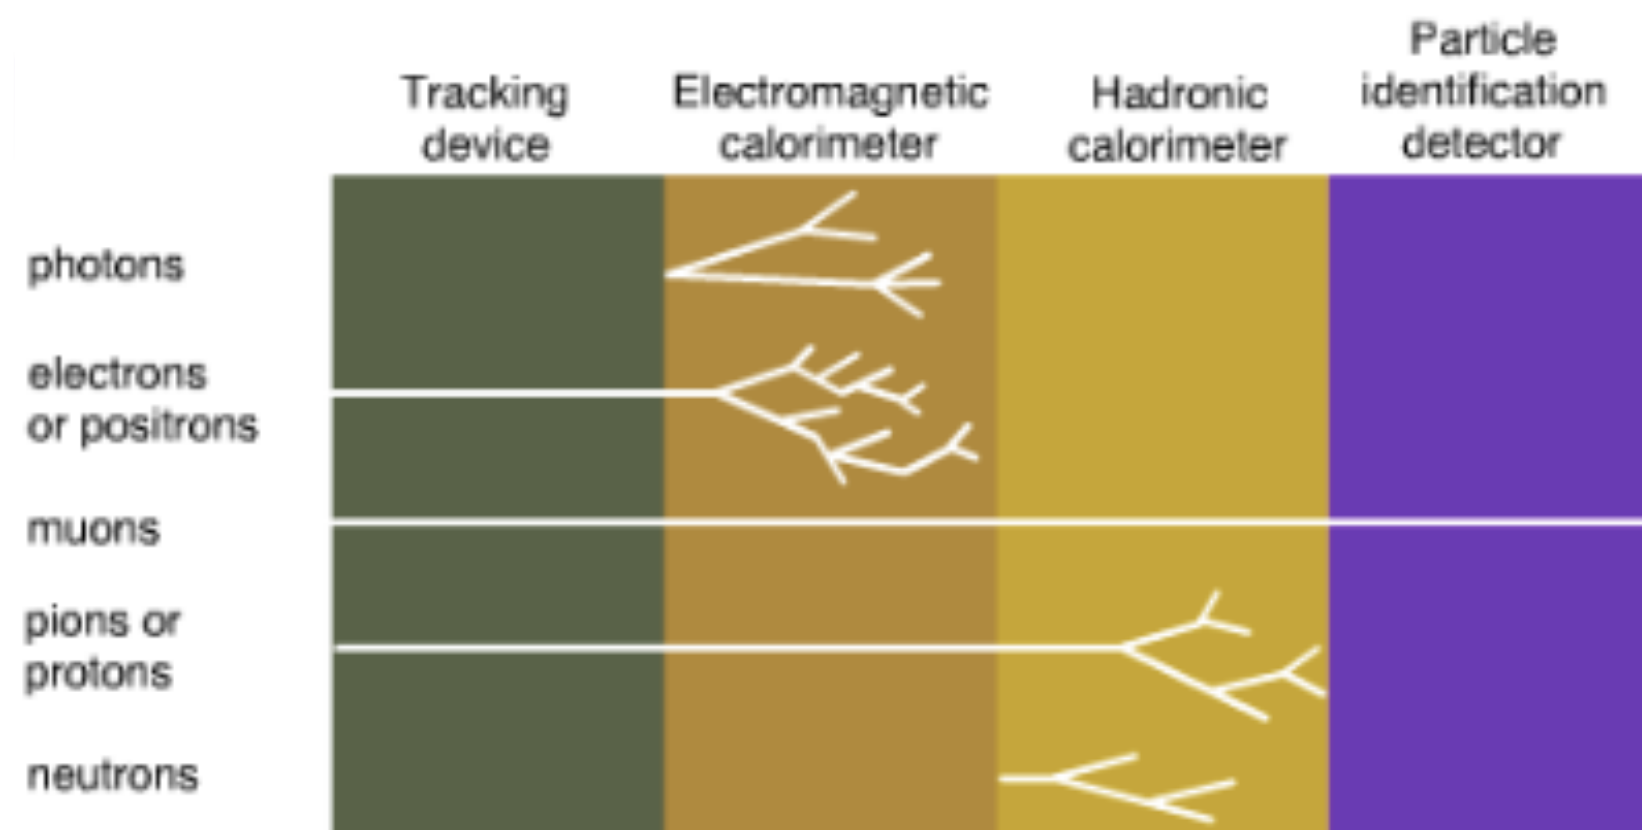 Tracking
device
Electromagnetic
calorimeter
Hadronic
calorimeter
Particle
identification
detector
photons
electrons
or positrons
muons
pions or
protons
neutrons